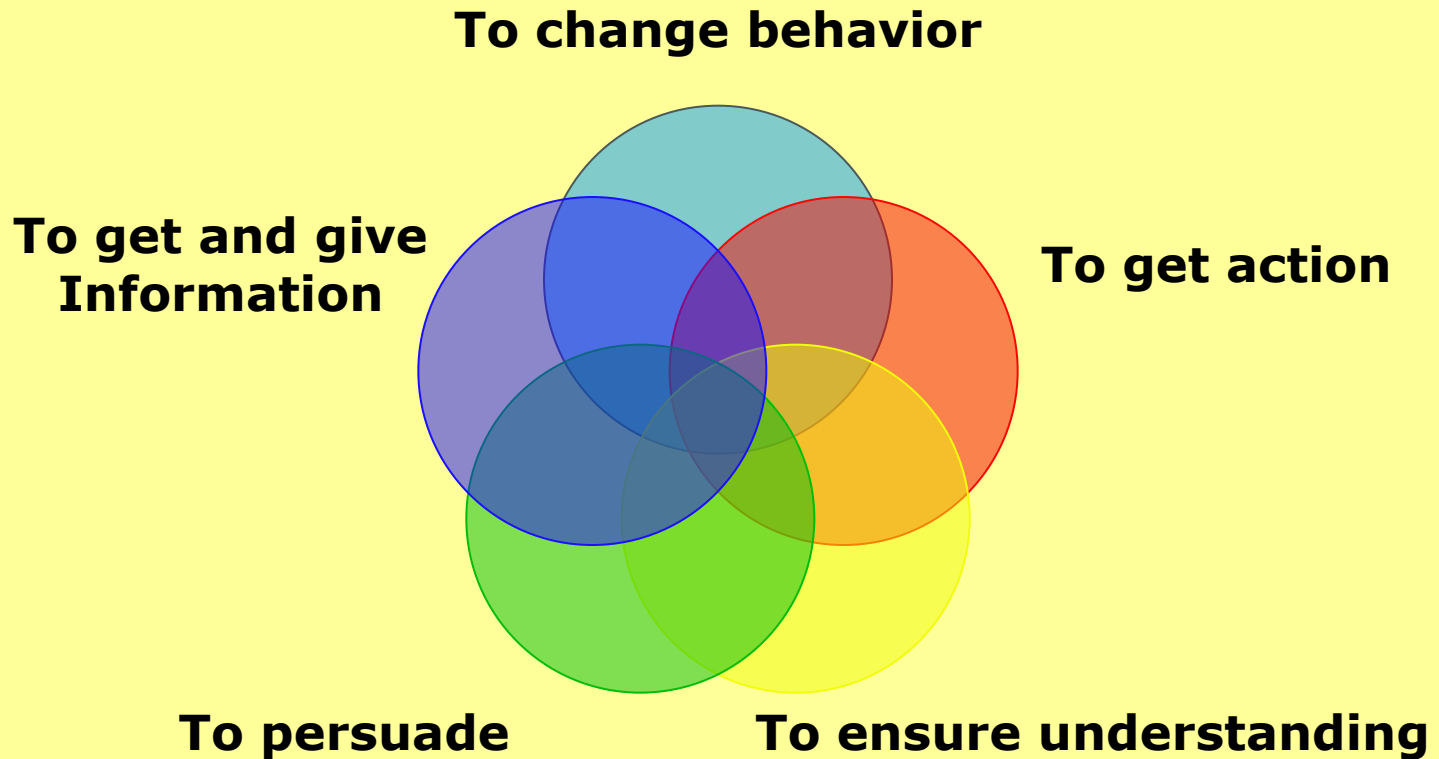 To change behavior
To get and give
Information
To get action
To persuade
To ensure understanding